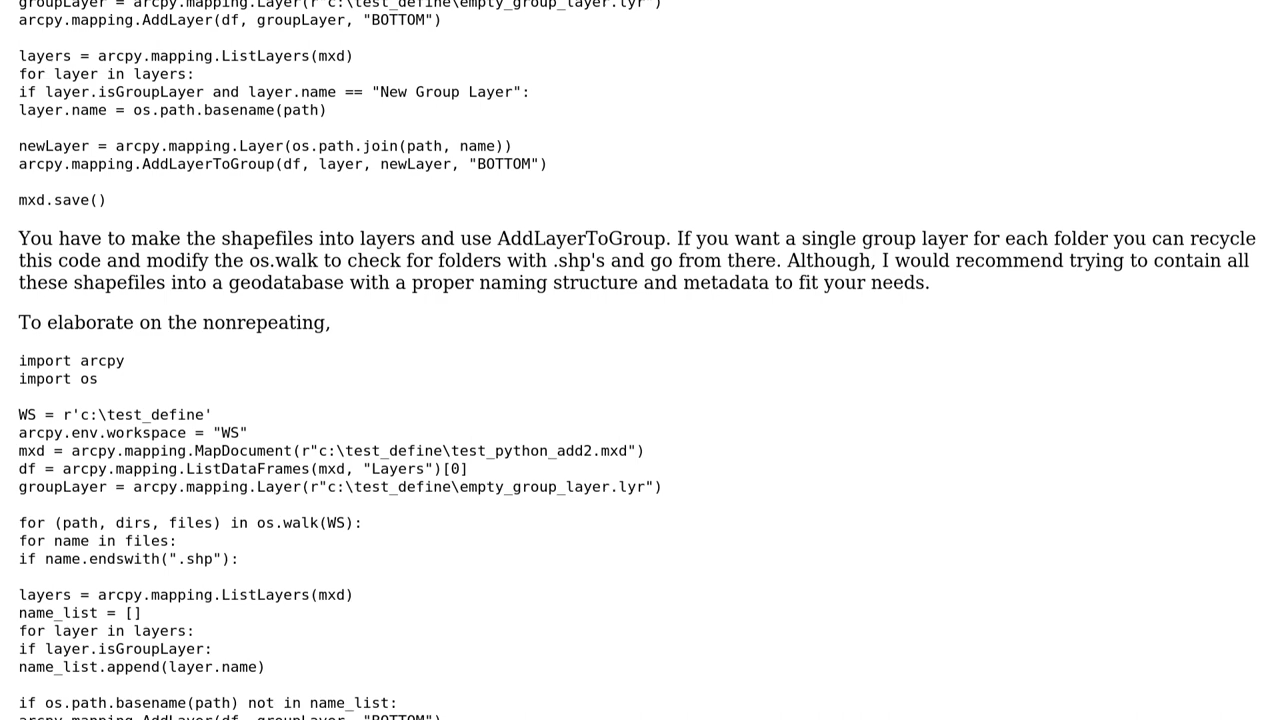 groupLayer = arcpy.mapping.Layer(r"c:\test_define\empty_group_layer.lyr")
arcpy.mapping.AddLayer(df, groupLayer, "BOTTOM")
layers = arcpy.mapping.ListLayers(mxd)
for layer in layers:
if layer.isGroupLayer and layer.name == "New Group Layer":
layer.name = os.path.basename(path)
newLayer = arcpy.mapping.Layer(os.path.join(path, name))
arcpy.mapping.AddLayerToGroup(df, layer, newLayer, "BOTTOM")
mxd.save()
You have to make the shapefiles into layers and use AddLayerToGroup. If you want a single group layer for each folder you can recycle
this code and modify the os.walk to check for folders with .shp's and go from there. Although, I would recommend trying to contain all
these shapefiles into a geodatabase with a proper naming structure and metadata to fit your needs.
To elaborate on the nonrepeating,
import arcpy
import os
WS = r'c:\test_define'
arcpy.env.workspace = "WS"
mxd = arcpy.mapping.MapDocument(r"c:\test_define\test_python_add2.mxd")
df = arcpy.mapping.ListDataFrames(mxd, "Layers")[0]
groupLayer = arcpy.mapping.Layer(r"c:\test_define\empty_group_layer.lyr")
for (path, dirs, files) in os.walk(WS):
for name in files:
if name.endswith(".shp"):
layers = arcpy.mapping.ListLayers(mxd)
name_list = []
for layer in layers:
if layer.isGroupLayer:
name_list.append(layer.name)
if os.path.basename(path) not in name_list:
arcpy.mapping.AddLayer(df, groupLayer, "BOTTOM")